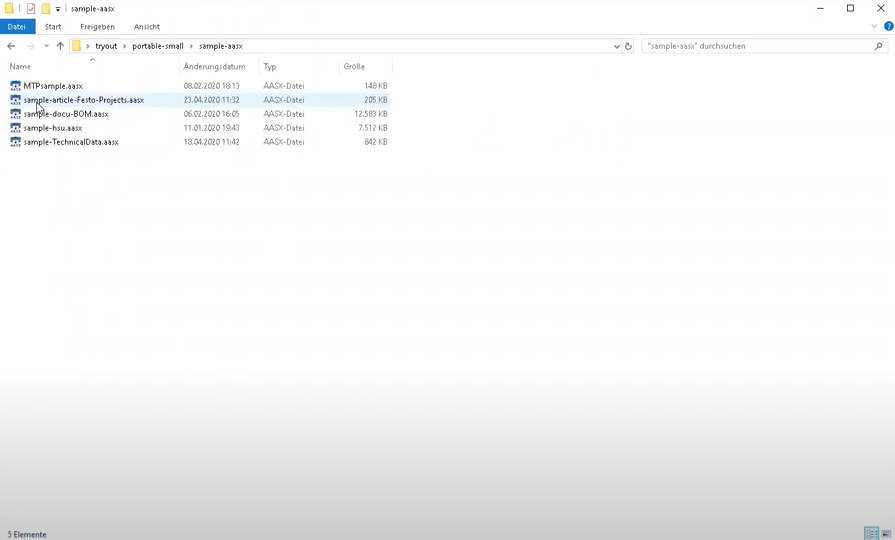 sample-aasx
Datei Start Freigeben Ansicht
tryout portable-small sample-aasx "sample-aasx" durchsuchen
Name Änderungsdatum Typ Größe
MTPsample.aasx 08.02.2020 18:13 AASX-Datei 148 KB
sample-article-Festo-Projects.aasx 23.04.2020 11:32 AASX-Datei 205 KB
sample-docu-BOM.aasx 06.02.2020 16:05 AASX-Datei 12.583 KB
sample-hsu.aasx 11.01.2020 19:43 AASX-Datei 7.512 KB
sample-TechnicalData.aasx 18.04.2020 11:42 AASX-Datei 842 KB
5 Elemente